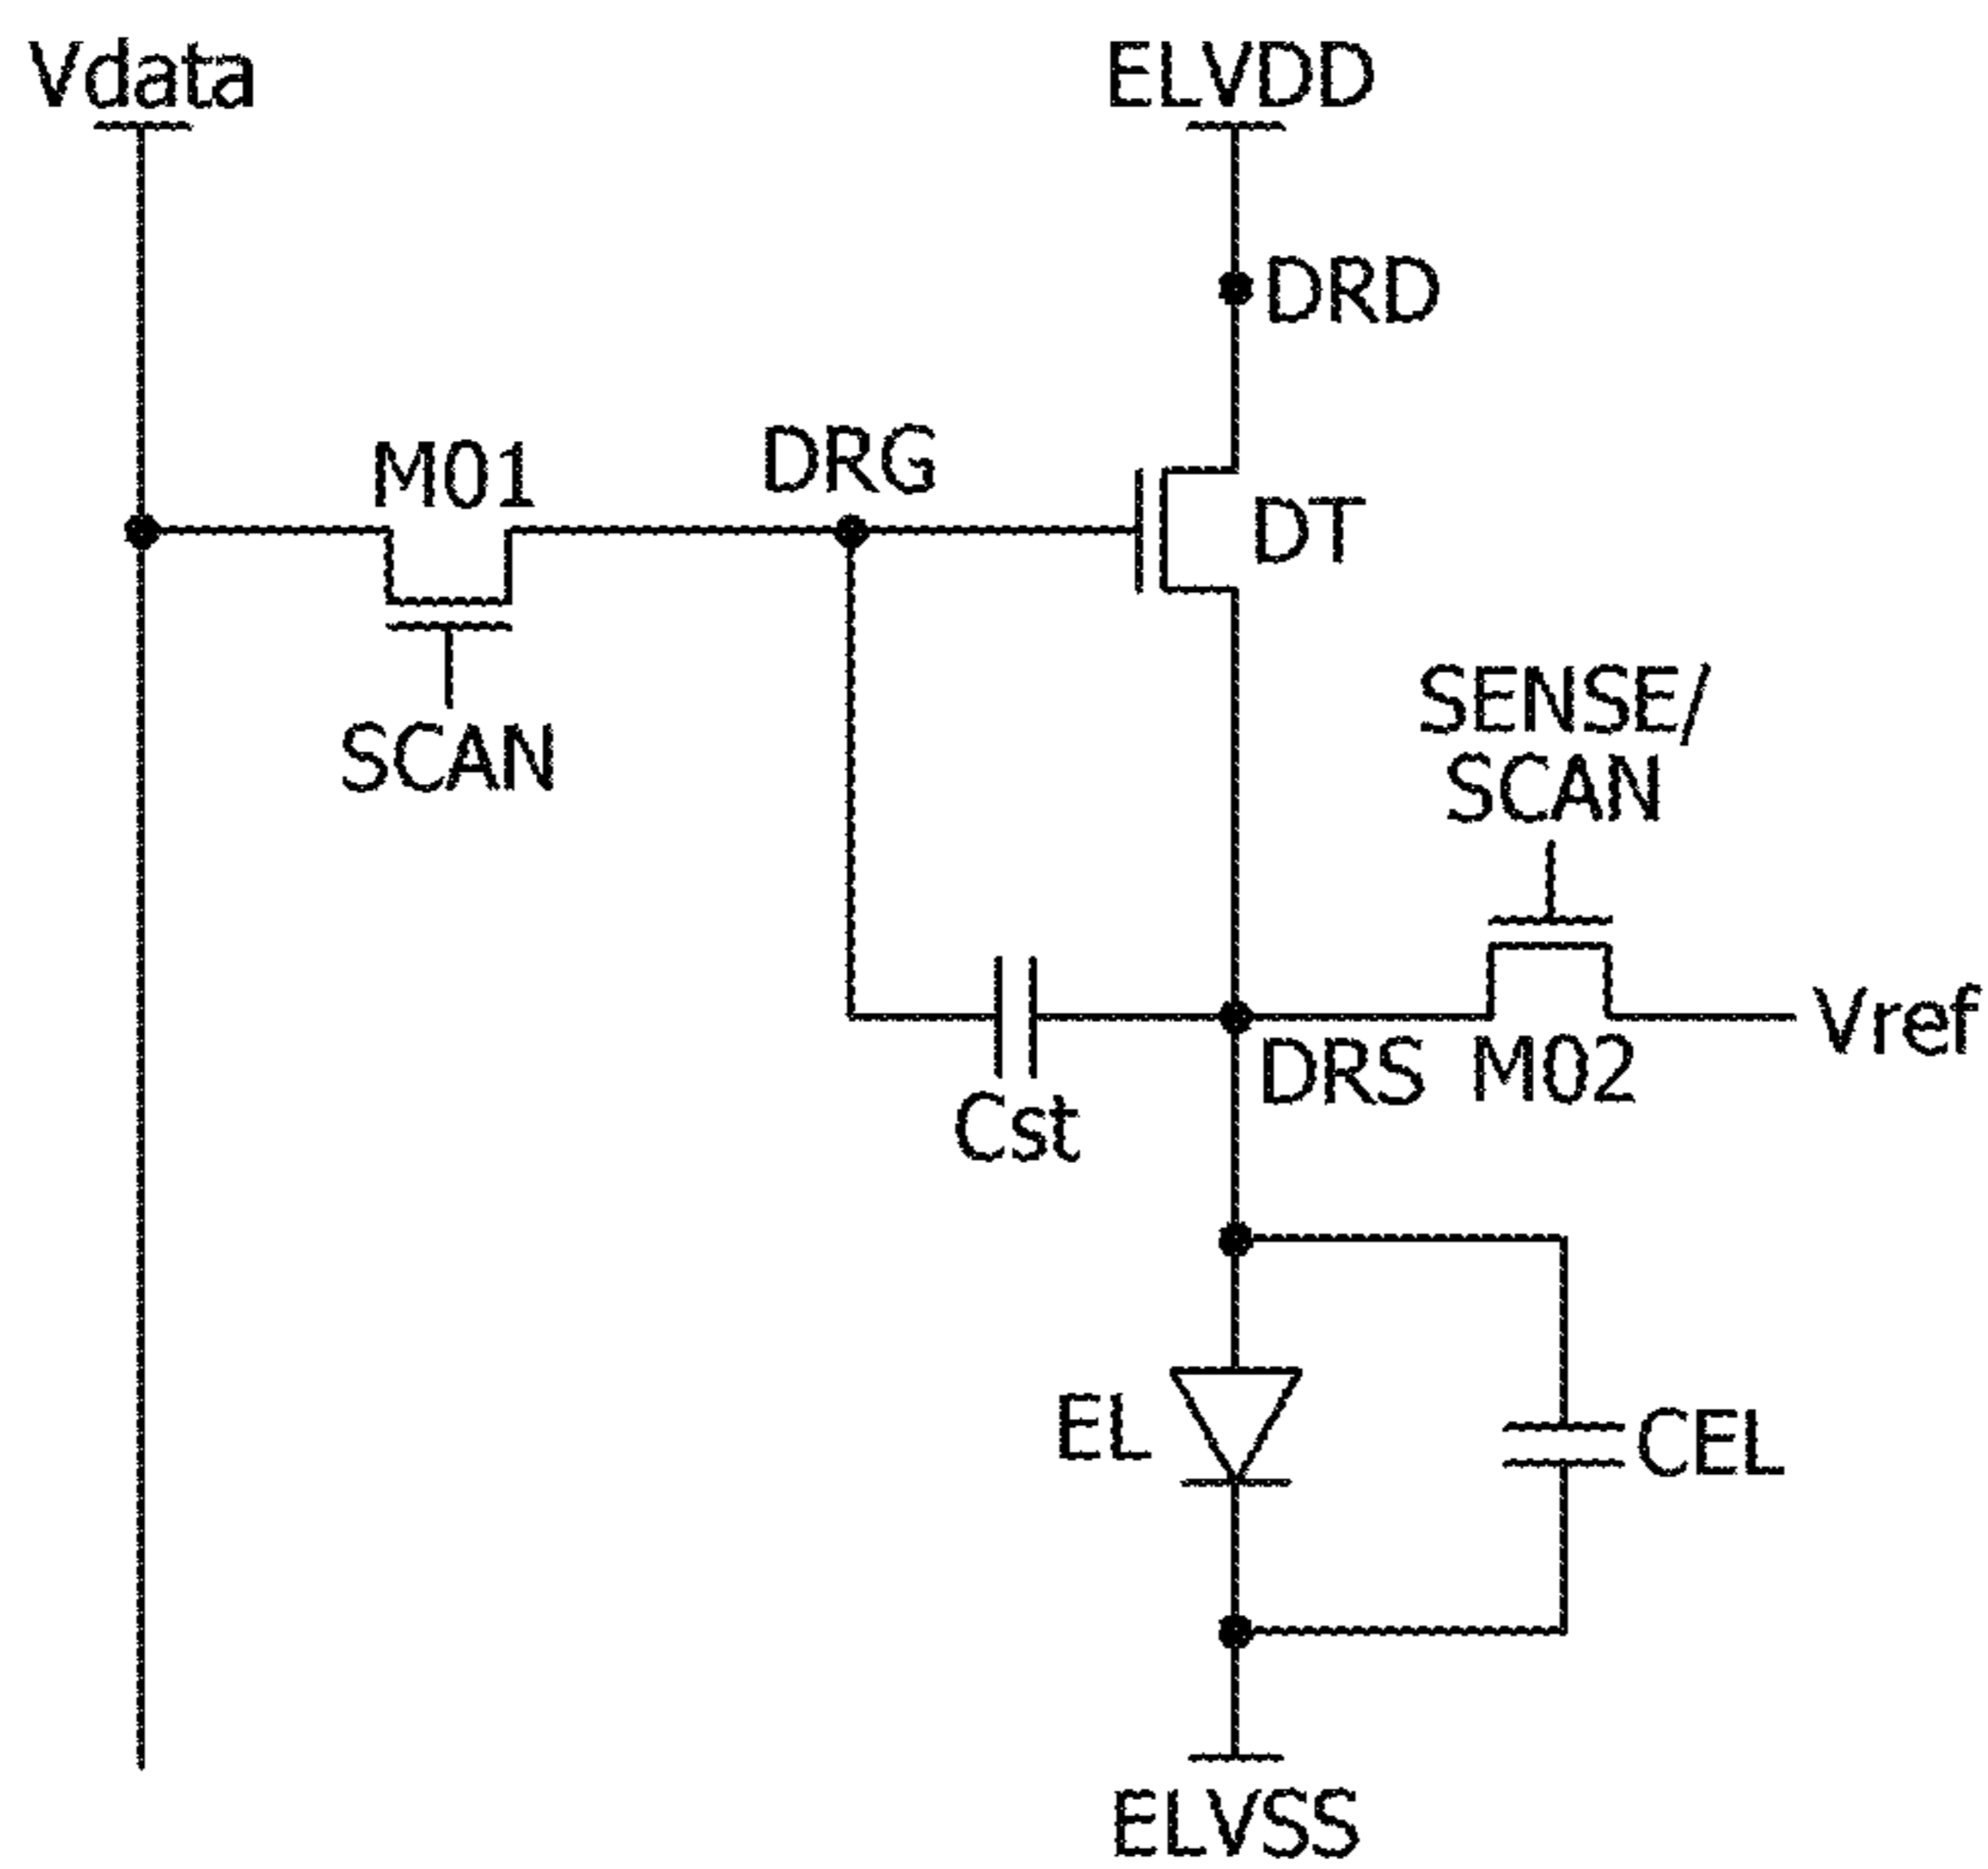 Vdata
ELVDD
DRD
M01
DRG
DT
SCAN
SENSE/
SCAN
Vref
DRS
M02
Cst
EL
CEL
ELVSS